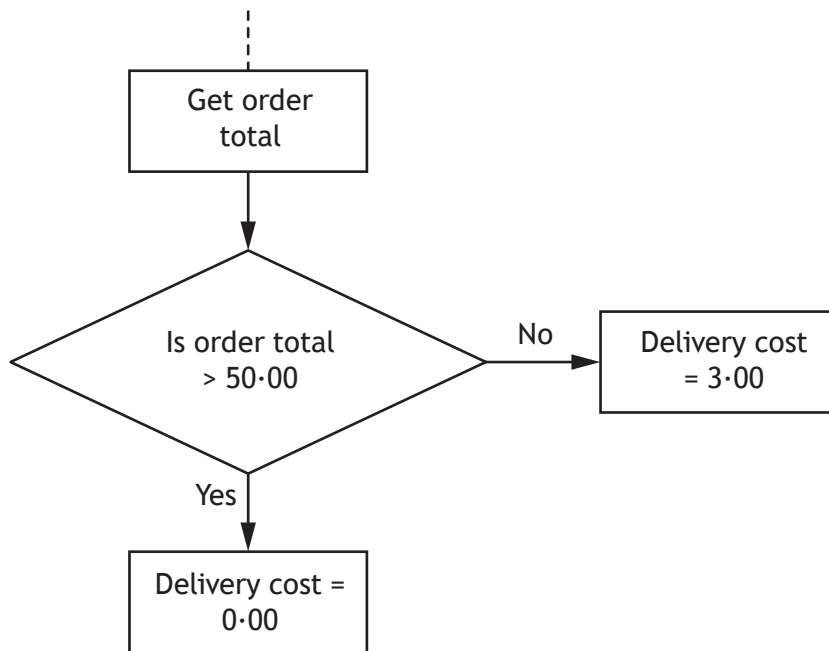 Get order
total
Is order total
> 50·00
No
Delivery cost
= 3·00
Yes
Delivery cost =
0·00